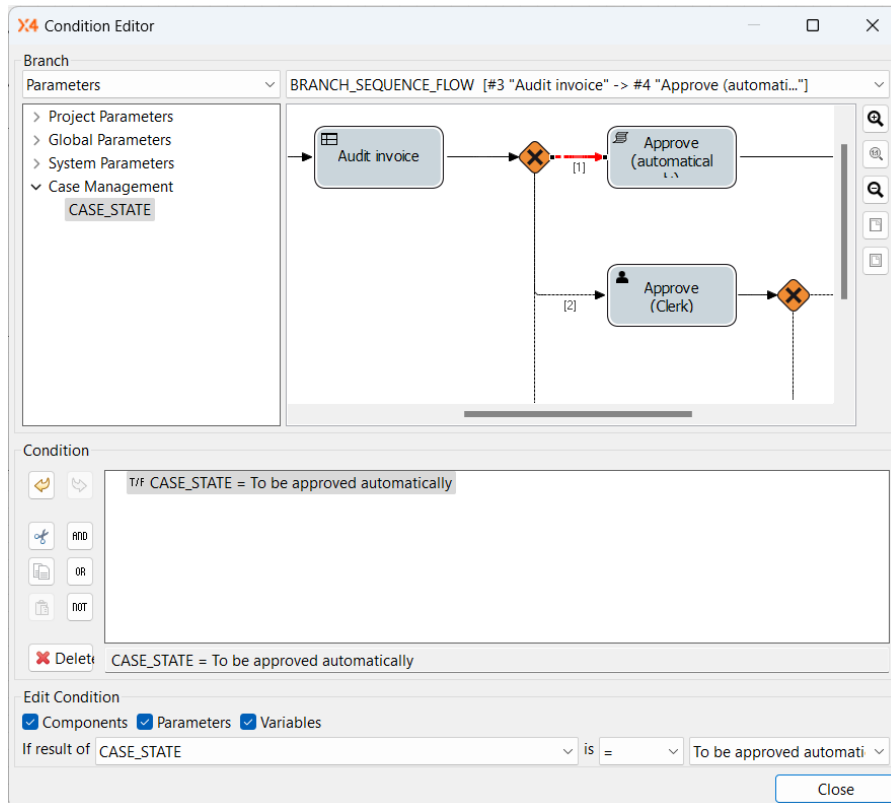 X4 Condition Editor
Branch
Parameters
BRANCH_SEQUENCE_FLOW [#3 "Audit invoice" -> #4 "Approve (automati..."]
Project Parameters
Global Parameters
System Parameters
Case Management
CASE_STATE
Audit invoice
[1]
Approve
(automatical
[2]
Approve
(Clerk)
Condition
T/F CASE_STATE = To be approved automatically
AND
OR
NOT
Delete
CASE_STATE = To be approved automatically
Edit Condition
Components Parameters Variables
If result of CASE_STATE is = To be approved automati
Close